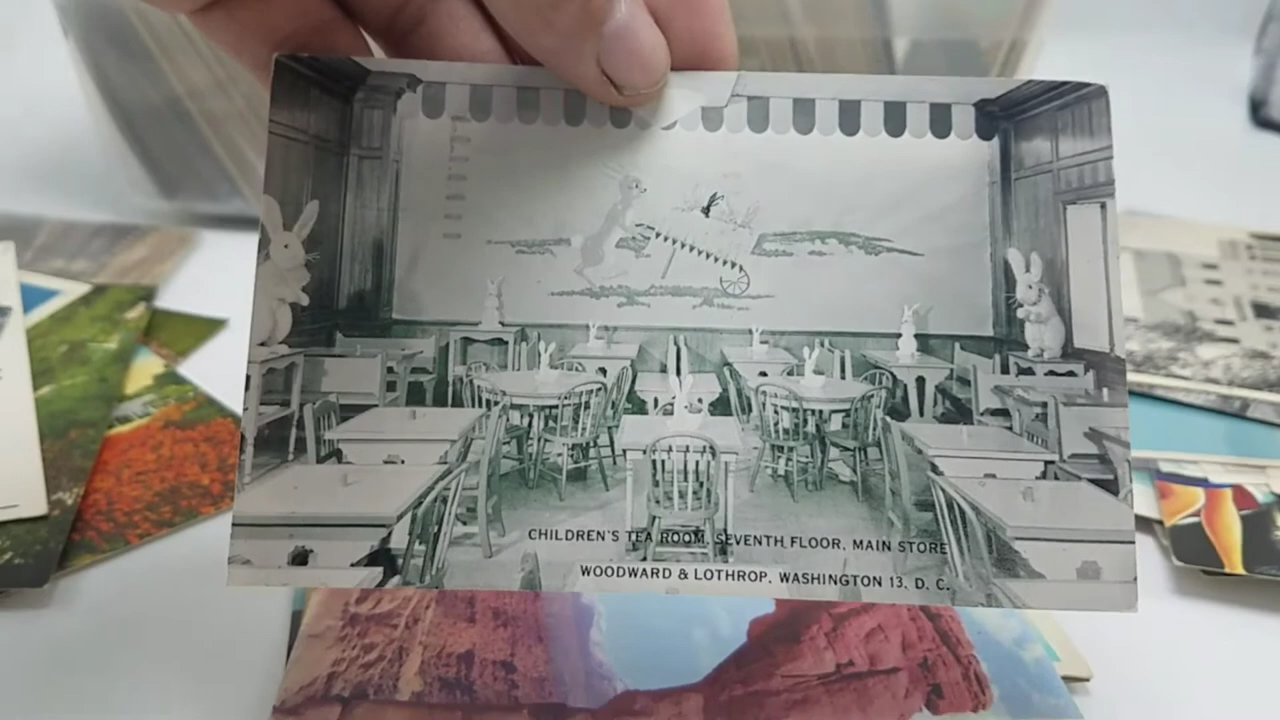 CHILDREN'S TEA ROOM, SEVENTH FLOOR, MAIN STORE
WOODWARD & LOTHROP, WASHINGTON 13, D. C.